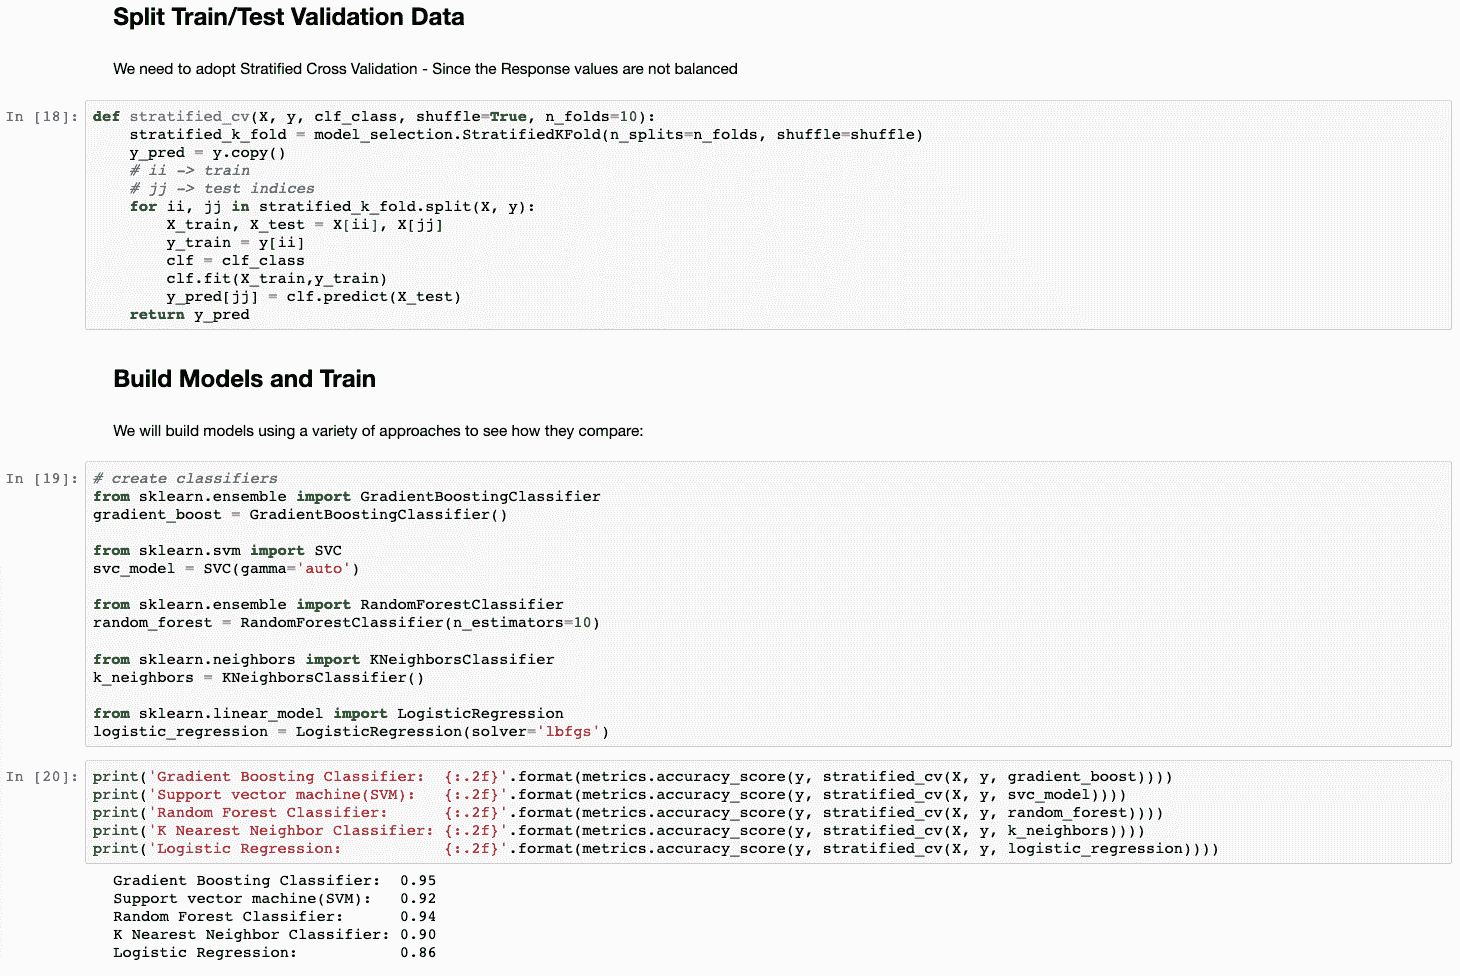 Split Train/Test Validation Data
We need to adopt Stratified Cross Validation - Since the Response values are not balanced
In [18]: def stratified_cv(X, y, clf_class, shuffle=True, n_folds=10):
    stratified_k_fold = model_selection.StratifiedKFold(n_splits=n_folds, shuffle=shuffle)
    y_pred = y.copy()
    # ii -> train
    # jj -> test indices
    for ii, jj in stratified_k_fold.split(X, y):
        X_train, X_test = X[ii], X[jj]
        y_train = y[ii]
        clf = clf_class
        clf.fit(X_train,y_train)
        y_pred[jj] = clf.predict(X_test)
    return y_pred
Build Models and Train
We will build models using a variety of approaches to see how they compare:
In [19]: # create classifiers
from sklearn.ensemble import GradientBoostingClassifier
gradient_boost = GradientBoostingClassifier()
from sklearn.svm import SVC
svc_model = SVC(gamma='auto')
from sklearn.ensemble import RandomForestClassifier
random_forest = RandomForestClassifier(n_estimators=10)
from sklearn.neighbors import KNeighborsClassifier
k_neighbors = KNeighborsClassifier()
from sklearn.linear_model import LogisticRegression
logistic_regression = LogisticRegression(solver='lbfgs')
In [20]: print('Gradient Boosting Classifier:  {:.2f}'.format(metrics.accuracy_score(y, stratified_cv(X, y, gradient_boost))))
print('Support vector machine(SVM):   {:.2f}'.format(metrics.accuracy_score(y, stratified_cv(X, y, svc_model))))
print('Random Forest Classifier:      {:.2f}'.format(metrics.accuracy_score(y, stratified_cv(X, y, random_forest))))
print('K Nearest Neighbor Classifier: {:.2f}'.format(metrics.accuracy_score(y, stratified_cv(X, y, k_neighbors))))
print('Logistic Regression:           {:.2f}'.format(metrics.accuracy_score(y, stratified_cv(X, y, logistic_regression))))
Gradient Boosting Classifier:  0.95
Support vector machine(SVM):   0.92
Random Forest Classifier:      0.94
K Nearest Neighbor Classifier: 0.90
Logistic Regression:           0.86